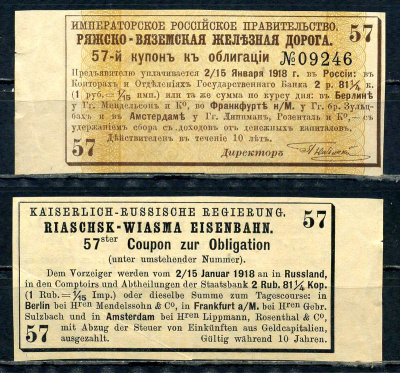 ИМПЕРАТОРСКОЕ РОССІЙСКОЕ ПРАВИТЕЛЬСТВО.
РЯЖСКО-ВЯЗЕМСКАЯ ЖЕЛѢЗНАЯ ДОРОГА.
57
57-й купонъ къ облигаціи №09246
Предъявителю уплачивается 2/15 Января 1918 г. въ Россіи: въ
Конторахъ и Отдѣленіяхъ Государственнаго Банка 2 р. 81¼ к.
(1 руб.=1/15 имп.) или та же сумма по курсу дня: въ Берлинѣ
у Гг. Мендельсонъ и Ко, во Франкфуртѣ н/М. у Гг. бр. Зульц-
бахъ и въ Амстердамѣ у Гг. Липпманъ, Розенталь и Ко,—съ
удержаніемъ сбора съ доходовъ отъ денежныхъ капиталовъ.
57
Дѣйствителенъ въ теченіе 10 лѣтъ.
Директоръ
KAISERLICH-RUSSISCHE REGIERUNG.
57
RIASCHSK-WIASMA EISENBAHN.
57ster Coupon zur Obligation
(unter umstehender Nummer).
Dem Vorzeiger werden vom 2/15 Januar 1918 an in Russland,
in den Comptoirs und Abtheilungen der Staatsbank 2 Rub. 81¼ Kop.
(1 Rub.=1/15 Imp.) oder dieselbe Summe zum Tagescourse: in
Berlin bei Hren Mendelssohn & Co, in Frankfurt a/M. bei Hren Gebr.
Sulzbach und in Amsterdam bei Hren Lippmann, Rosenthal & Co,
57
mit Abzug der Steuer von Einkünften aus Geldcapitalien,
ausgezahlt. Gültig während 10 Jahren.